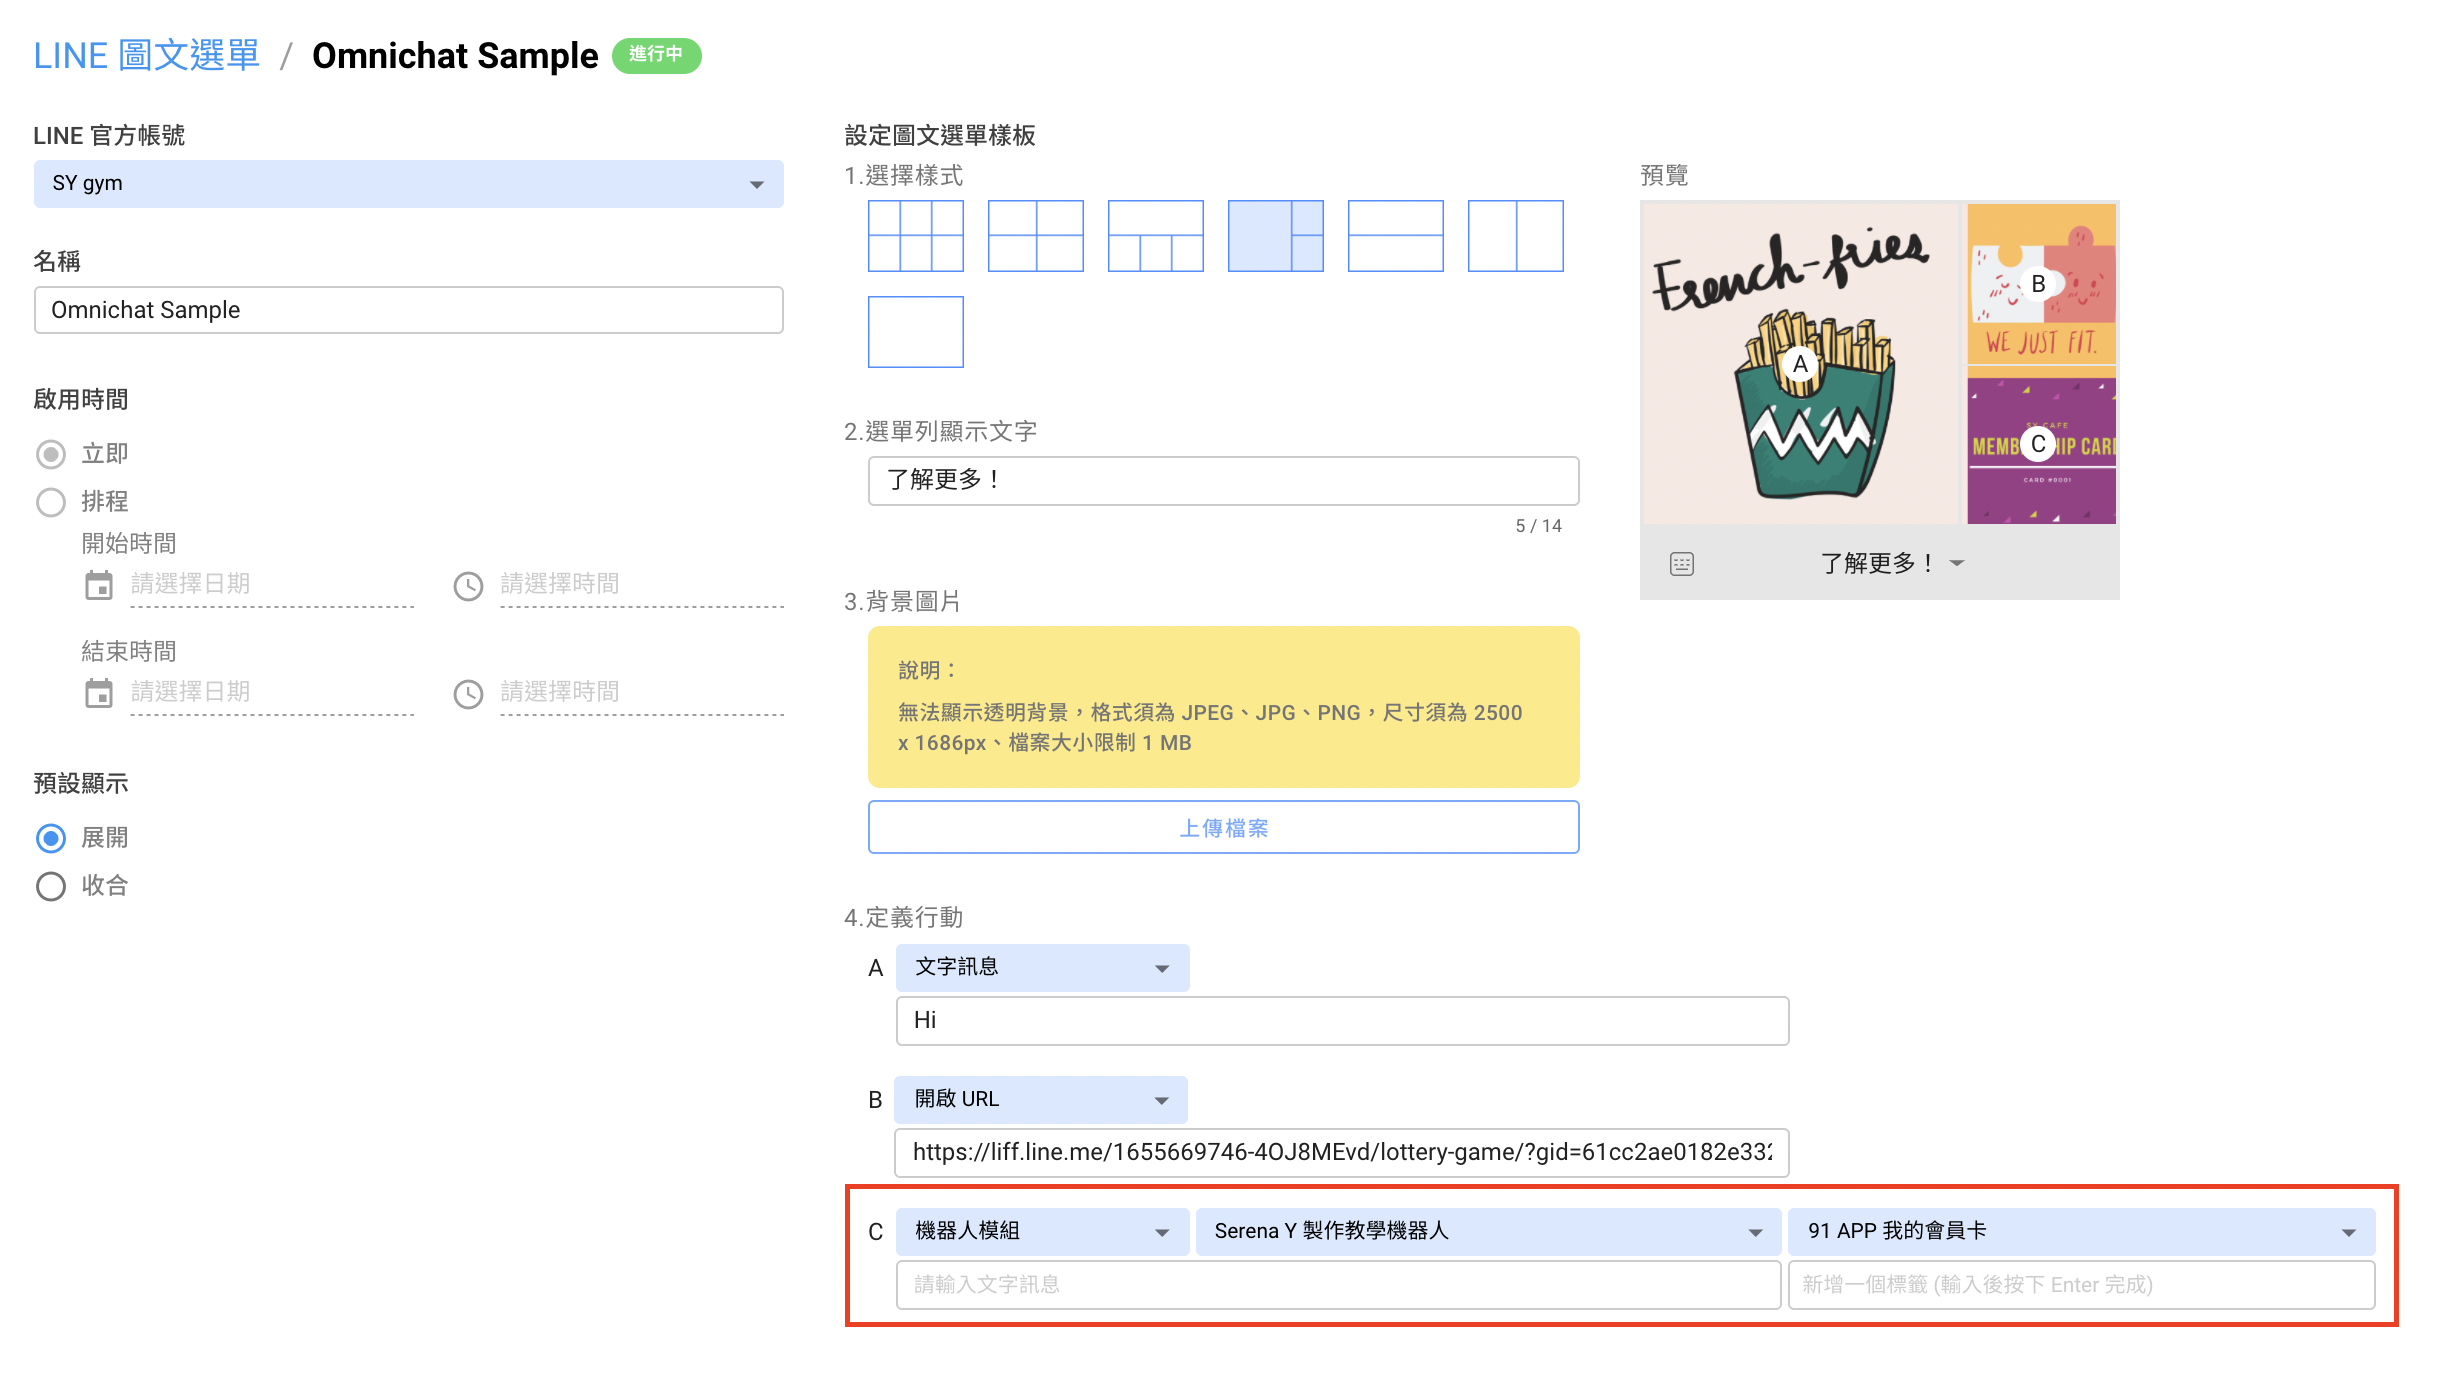 LINE 圖文選單 / Omnichat Sample 進行中
LINE 官方帳號
SY gym
名稱
Omnichat Sample
啟用時間
立即
排程
開始時間
請選擇日期 請選擇時間
結束時間
請選擇日期 請選擇時間
預設顯示
展開
收合
設定圖文選單樣板
1.選擇樣式
2.選單列顯示文字
了解更多！
5 / 14
3.背景圖片
說明：
無法顯示透明背景，格式須為 JPEG、JPG、PNG，尺寸須為 2500
x 1686px、檔案大小限制 1 MB
上傳檔案
4.定義行動
A 文字訊息
Hi
B 開啟 URL
https://liff.line.me/1655669746-4OJ8MEvd/lottery-game/?gid=61cc2ae0182e332
C 機器人模組 Serena Y 製作教學機器人 91 APP 我的會員卡
請輸入文字訊息 新增一個標籤 (輸入後按下 Enter 完成)
預覽
French-fries
A
B
WE JUST FIT.
SY CAFE
C
CARD #0001
了解更多！